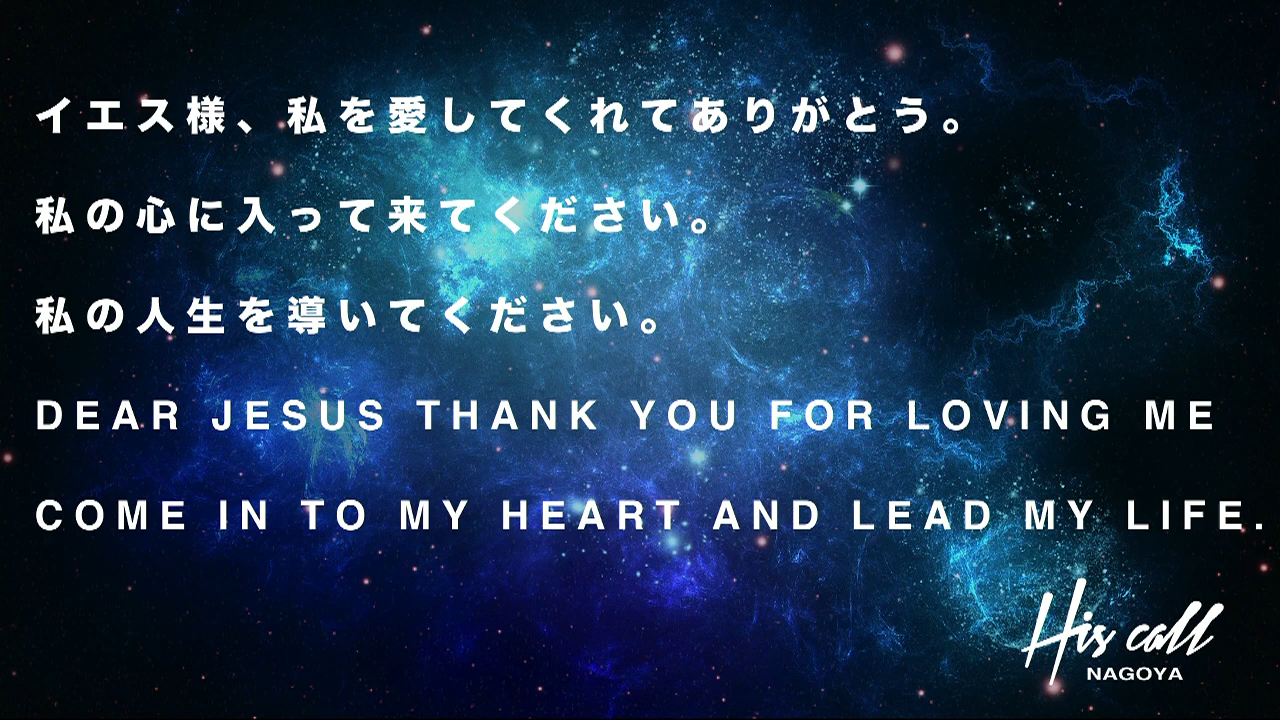 イエス様、私を愛してくれてありがとう。
私の心に入って来てください。
私の人生を導いてください。
DEAR JESUS THANK YOU FOR LOVING ME
COME IN TO MY HEART AND LEAD MY LIFE.
His call
NAGOYA